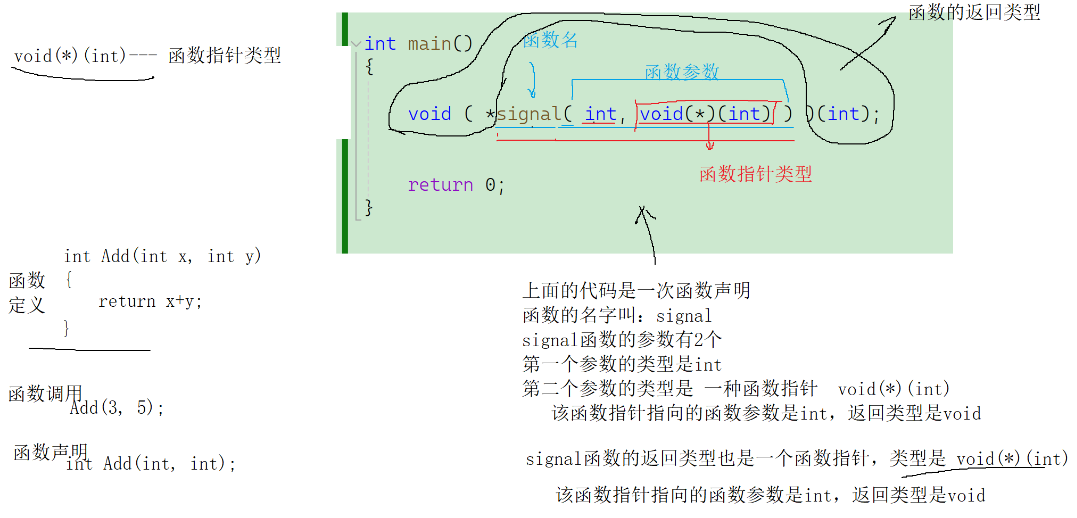 函数的返回类型
void(*)(int)--- 函数指针类型
int main()
函数名
{
函数参数
void ( *signal( int, void(*)(int) ) )(int);
函数指针类型
return 0;
}
int Add(int x, int y)
函数
{
定义
return x+y;
}
函数调用
Add(3, 5);
函数声明
int Add(int, int);
上面的代码是一次函数声明
函数的名字叫：signal
signal函数的参数有2个
第一个参数的类型是int
第二个参数的类型是 一种函数指针 void(*)(int)
该函数指针指向的函数参数是int，返回类型是void
signal函数的返回类型也是一个函数指针，类型是 void(*)(int)
该函数指针指向的函数参数是int，返回类型是void